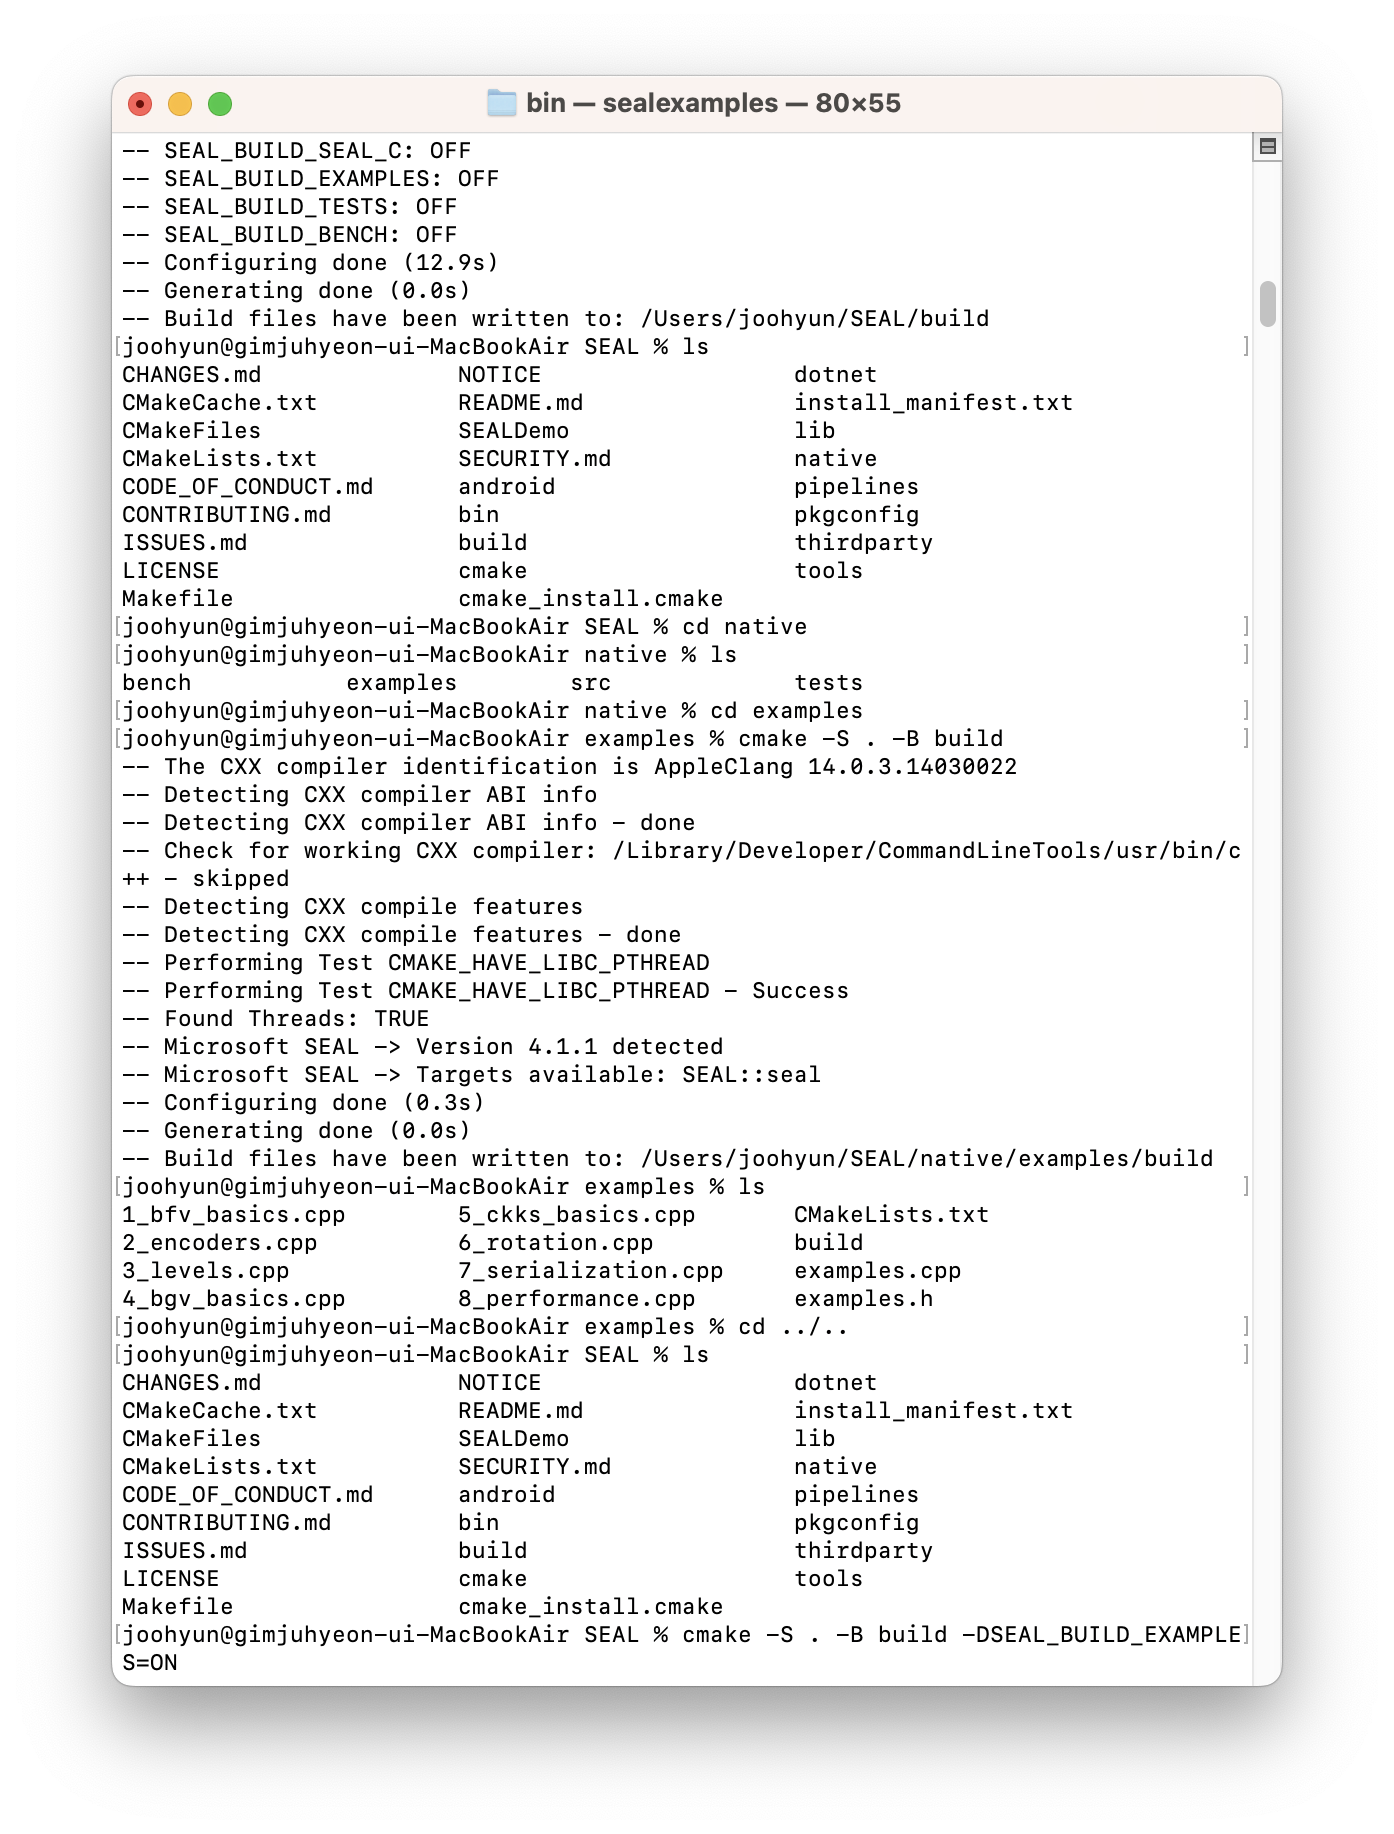 bin — sealexamples — 80×55
-- SEAL_BUILD_SEAL_C: OFF
-- SEAL_BUILD_EXAMPLES: OFF
-- SEAL_BUILD_TESTS: OFF
-- SEAL_BUILD_BENCH: OFF
-- Configuring done (12.9s)
-- Generating done (0.0s)
-- Build files have been written to: /Users/joohyun/SEAL/build
[joohyun@gimjuhyeon-ui-MacBookAir SEAL % ls ]
CHANGES.md NOTICE dotnet
CMakeCache.txt README.md install_manifest.txt
CMakeFiles SEALDemo lib
CMakeLists.txt SECURITY.md native
CODE_OF_CONDUCT.md android pipelines
CONTRIBUTING.md bin pkgconfig
ISSUES.md build thirdparty
LICENSE cmake tools
Makefile cmake_install.cmake
[joohyun@gimjuhyeon-ui-MacBookAir SEAL % cd native ]
[joohyun@gimjuhyeon-ui-MacBookAir native % ls ]
bench examples src tests
[joohyun@gimjuhyeon-ui-MacBookAir native % cd examples ]
[joohyun@gimjuhyeon-ui-MacBookAir examples % cmake -S . -B build ]
-- The CXX compiler identification is AppleClang 14.0.3.14030022
-- Detecting CXX compiler ABI info
-- Detecting CXX compiler ABI info - done
-- Check for working CXX compiler: /Library/Developer/CommandLineTools/usr/bin/c
++ - skipped
-- Detecting CXX compile features
-- Detecting CXX compile features - done
-- Performing Test CMAKE_HAVE_LIBC_PTHREAD
-- Performing Test CMAKE_HAVE_LIBC_PTHREAD - Success
-- Found Threads: TRUE
-- Microsoft SEAL -> Version 4.1.1 detected
-- Microsoft SEAL -> Targets available: SEAL::seal
-- Configuring done (0.3s)
-- Generating done (0.0s)
-- Build files have been written to: /Users/joohyun/SEAL/native/examples/build
[joohyun@gimjuhyeon-ui-MacBookAir examples % ls ]
1_bfv_basics.cpp 5_ckks_basics.cpp CMakeLists.txt
2_encoders.cpp 6_rotation.cpp build
3_levels.cpp 7_serialization.cpp examples.cpp
4_bgv_basics.cpp 8_performance.cpp examples.h
[joohyun@gimjuhyeon-ui-MacBookAir examples % cd ../.. ]
[joohyun@gimjuhyeon-ui-MacBookAir SEAL % ls ]
CHANGES.md NOTICE dotnet
CMakeCache.txt README.md install_manifest.txt
CMakeFiles SEALDemo lib
CMakeLists.txt SECURITY.md native
CODE_OF_CONDUCT.md android pipelines
CONTRIBUTING.md bin pkgconfig
ISSUES.md build thirdparty
LICENSE cmake tools
Makefile cmake_install.cmake
[joohyun@gimjuhyeon-ui-MacBookAir SEAL % cmake -S . -B build -DSEAL_BUILD_EXAMPLE]
S=ON